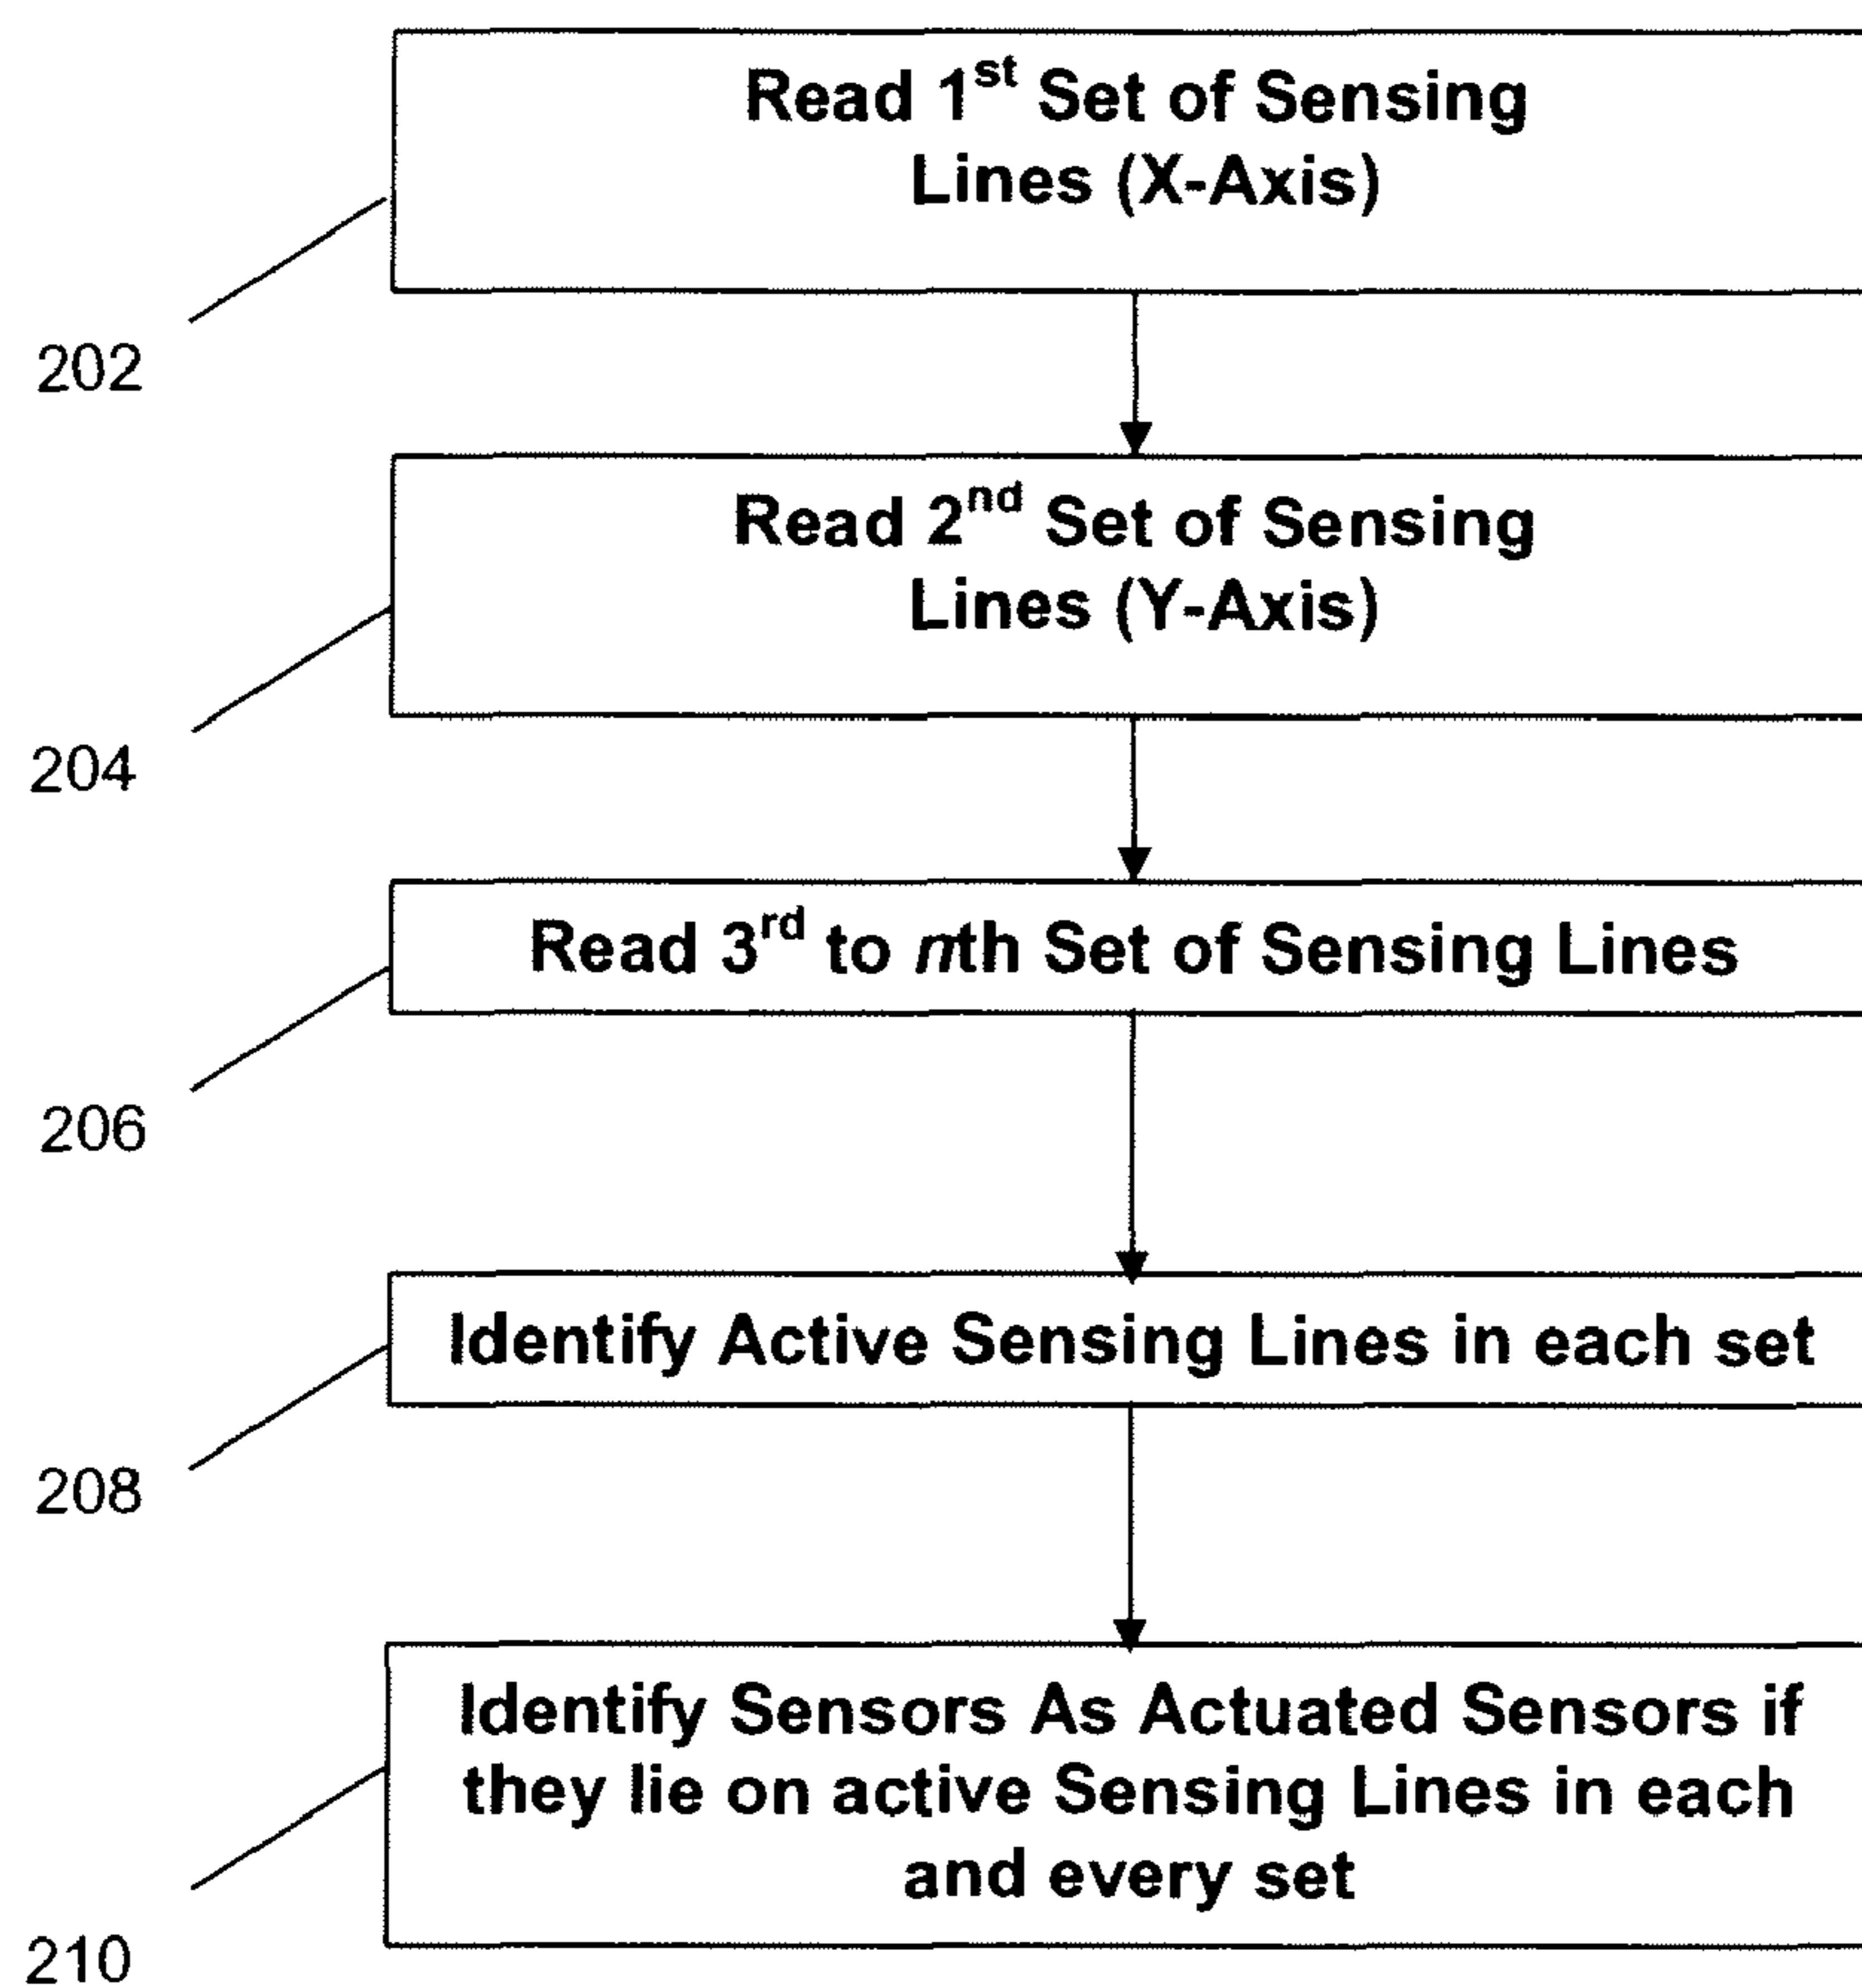 Read 1st Set of Sensing
Lines (X-Axis)
202
Read 2nd Set of Sensing
Lines (Y-Axis)
204
Read 3rd to nth Set of Sensing Lines
206
Identify Active Sensing Lines in each set
208
Identify Sensors As Actuated Sensors if
they lie on active Sensing Lines in each
and every set
210